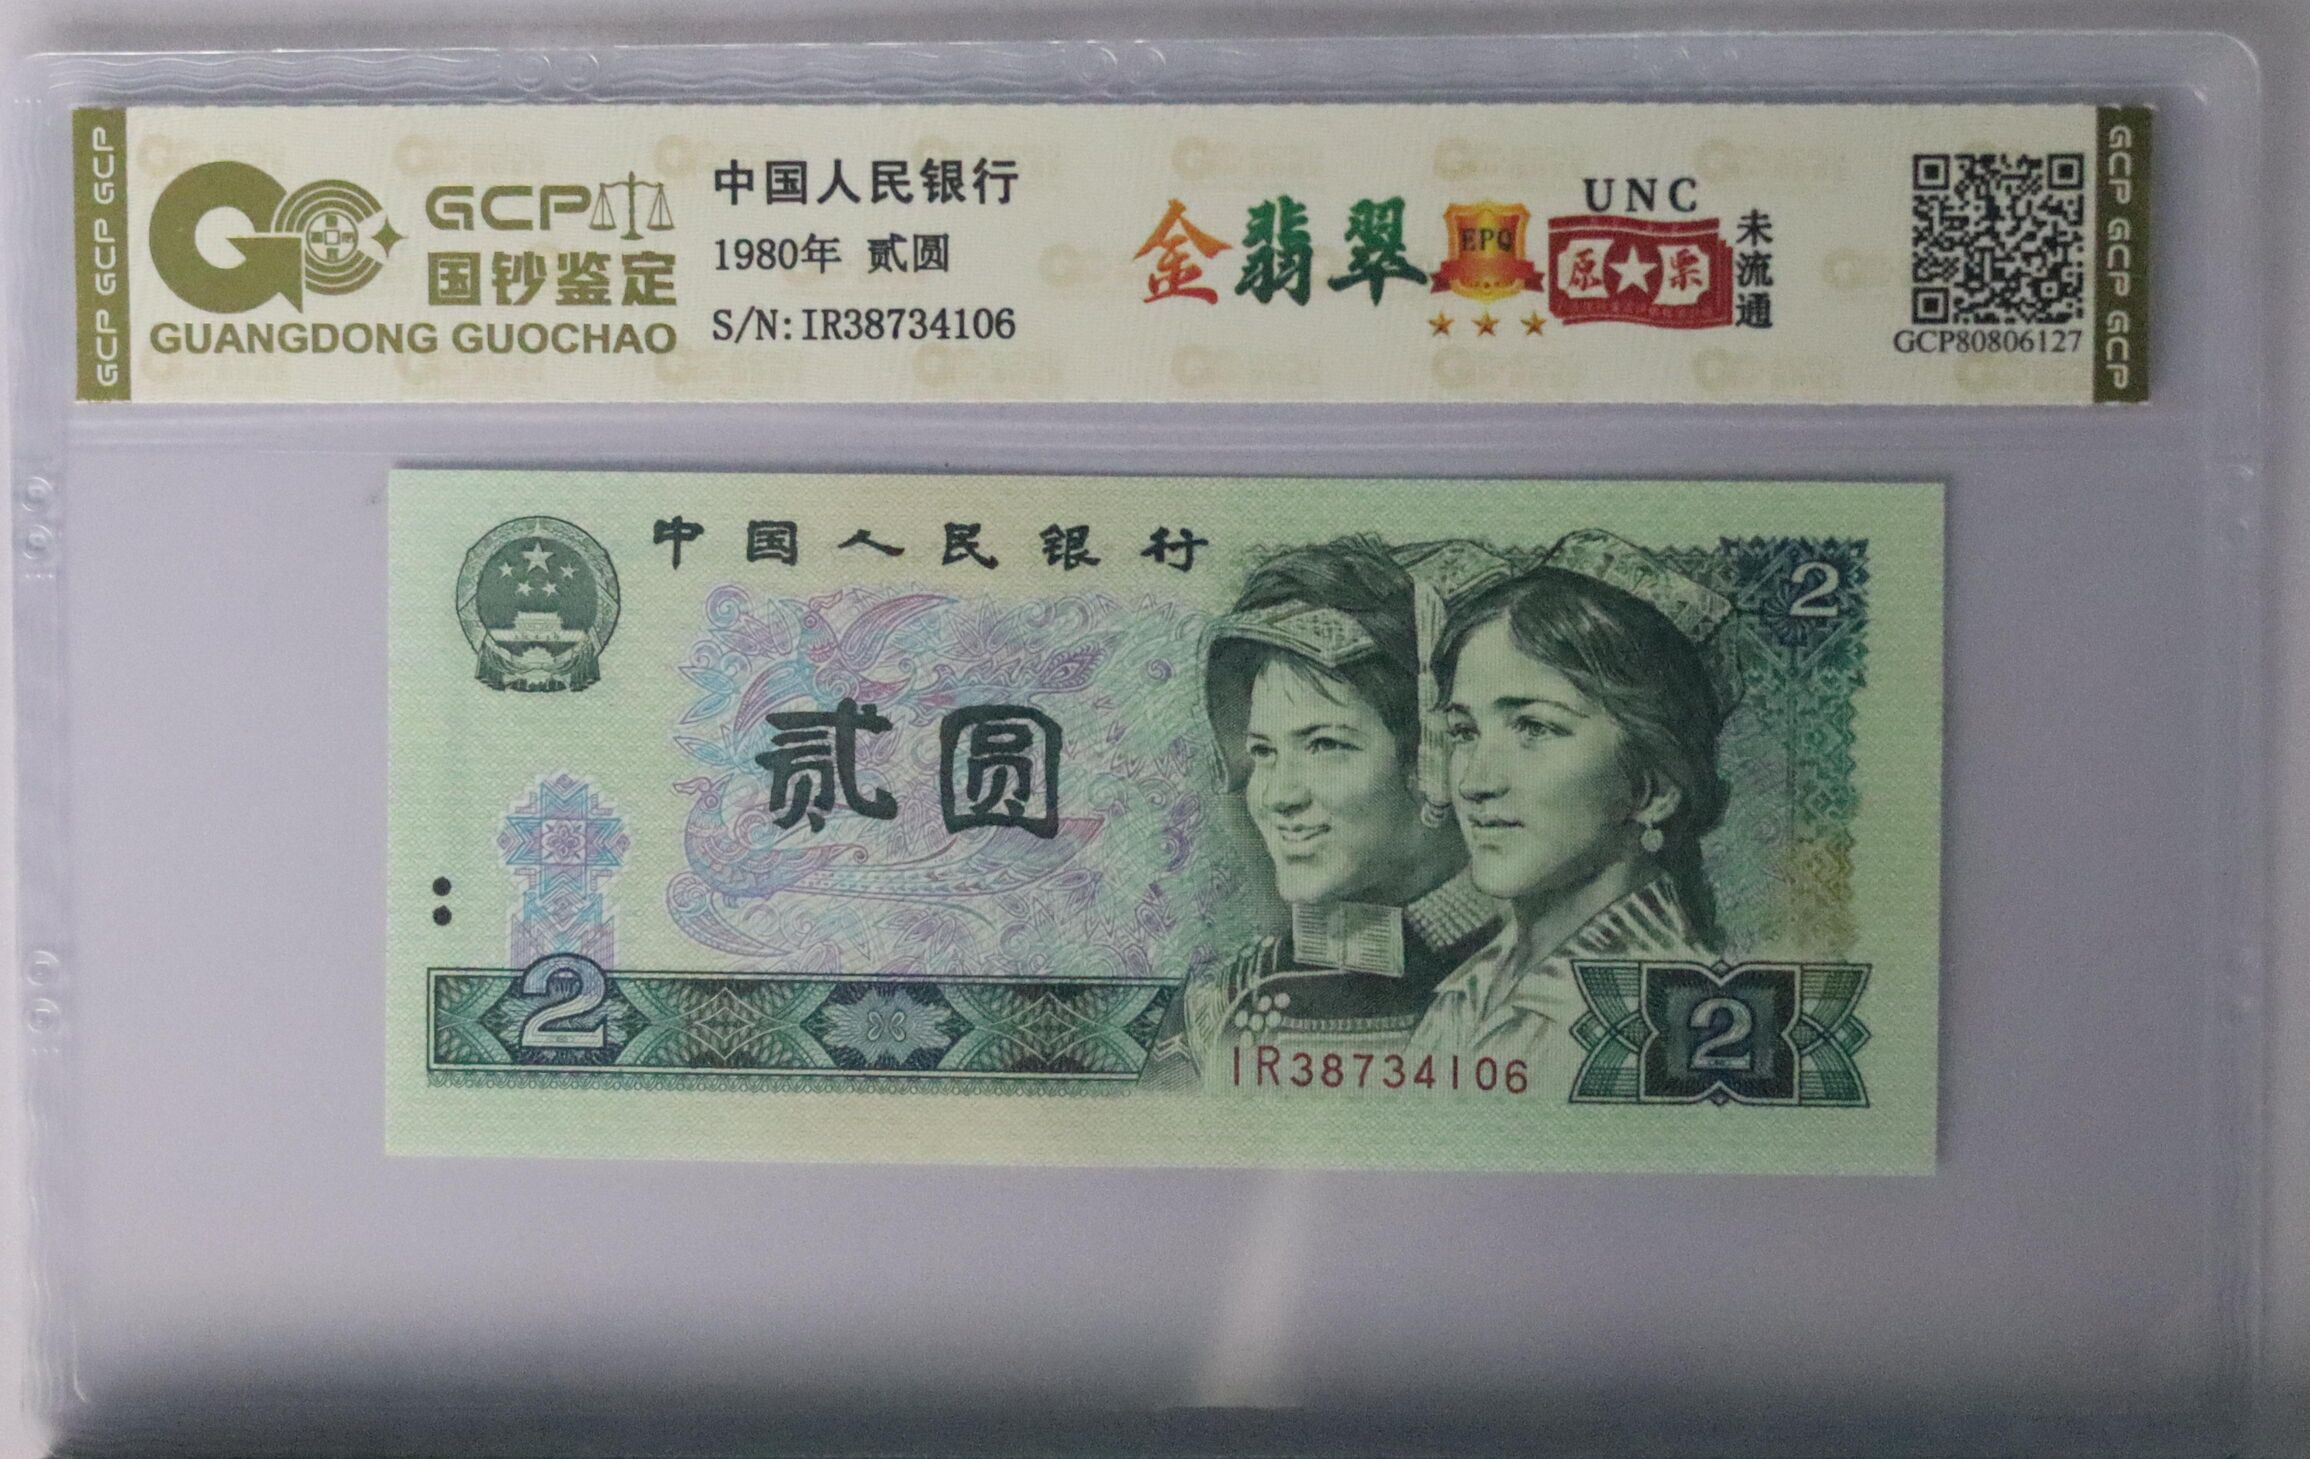 GCP GCP GCP
GCP
国钞鉴定
GUANGDONG GUOCHAO
中国人民银行
1980年 贰圆
S/N:IR38734106
金翡翠
EPQ
UNC
原票
未流通
GCP80806127
GCP GCP GCP
中国人民银行
2
贰圆
2
IR38734106
2